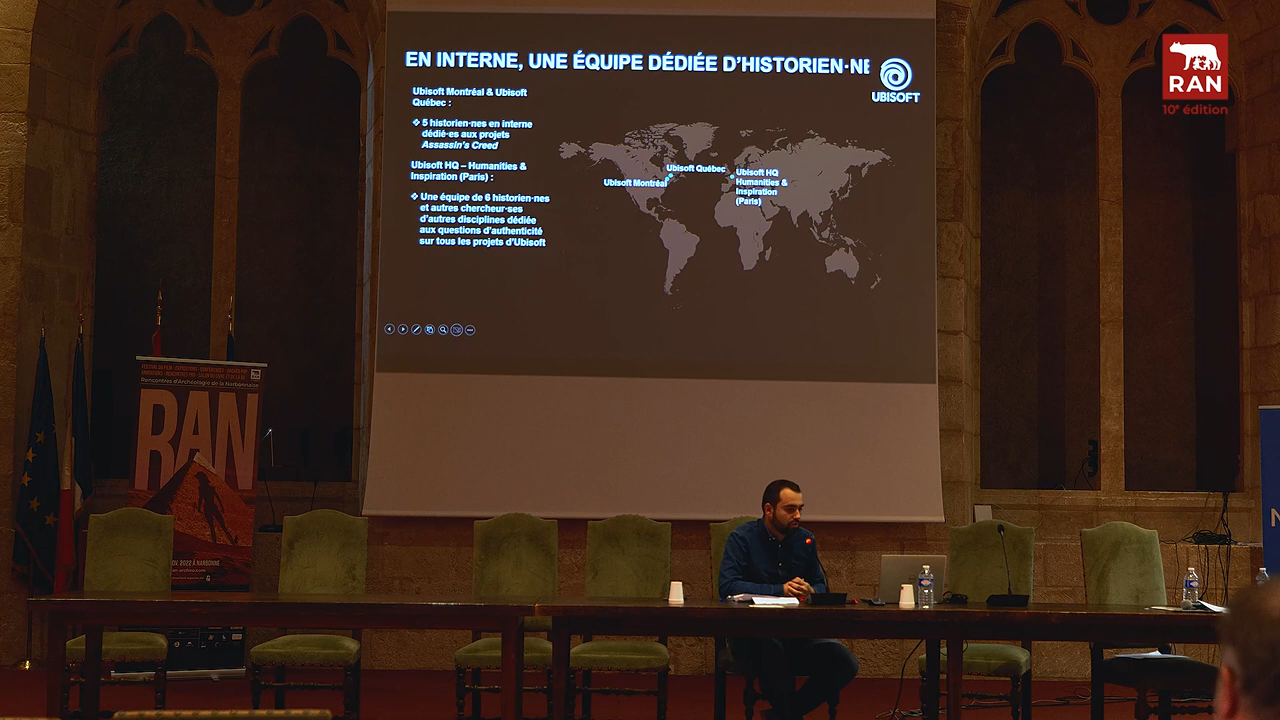 EN INTERNE, UNE ÉQUIPE DÉDIÉE D'HISTORIEN·NE
UBISOFT
Ubisoft Montréal & Ubisoft
Québec :
❖ 5 historien·nes en interne
dédié·es aux projets
Assassin's Creed
Ubisoft HQ – Humanities &
Inspiration (Paris) :
❖ Une équipe de 6 historien·nes
et autres chercheur·ses
d'autres disciplines dédiée
aux questions d'authenticité
sur tous les projets d'Ubisoft
Ubisoft Montréal
Ubisoft Québec
Ubisoft HQ
Humanities &
Inspiration
(Paris)
RAN
10e édition
Rencontres d'Archéologie de la Narbonnaise
RAN
NOV. 2022 À NARBONNE